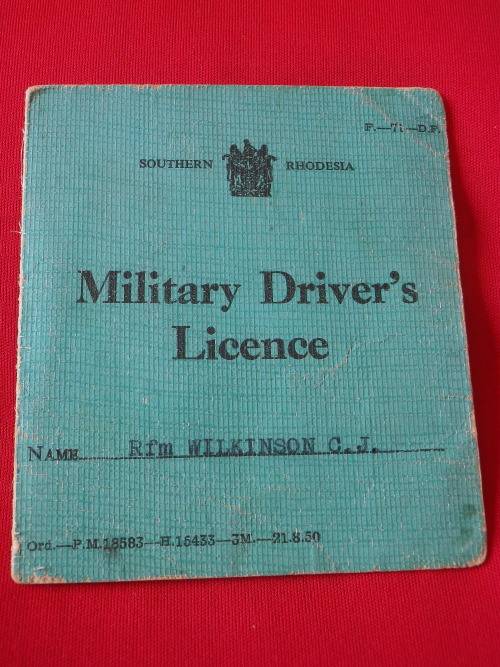 F.—71—D.F.
SOUTHERN RHODESIA
Military Driver's
Licence
NAME Rfm WILKINSON C.J.
Ord.—P.M.18583—H.15433—3M.—21.8.50